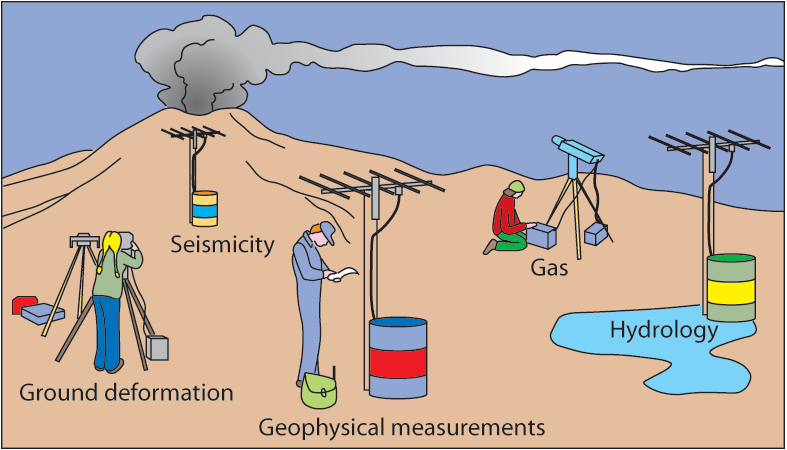 Seismicity
Gas
Hydrology
Ground deformation
Geophysical measurements